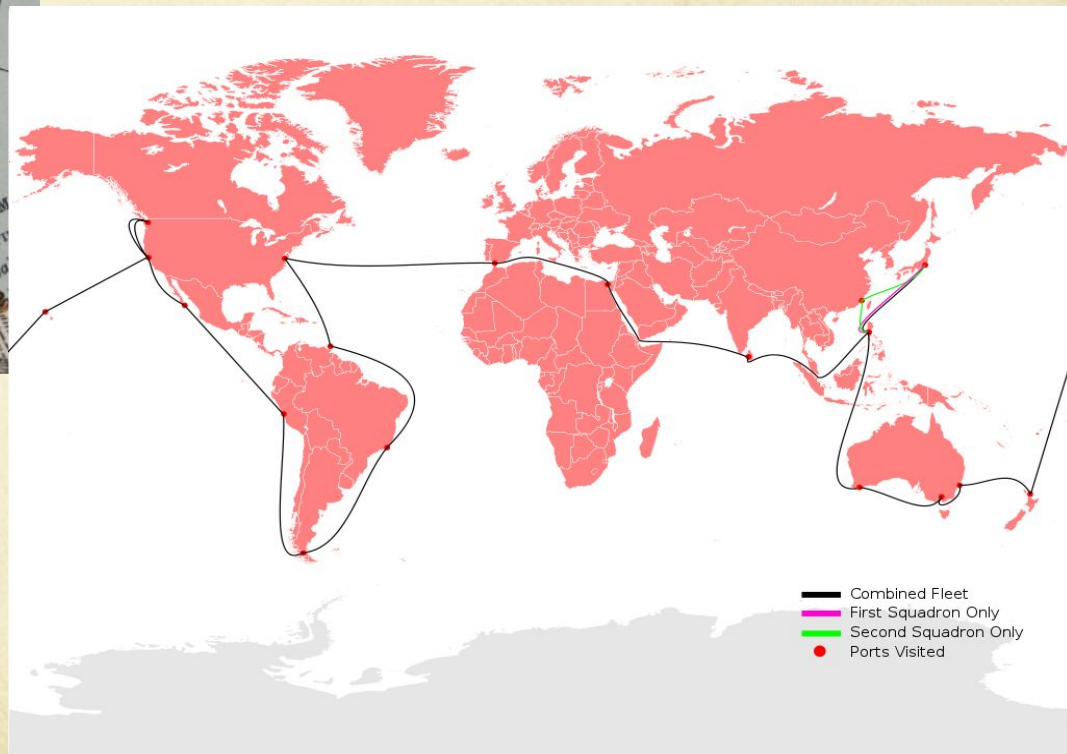 Combined Fleet
First Squadron Only
Second Squadron Only
Ports Visited